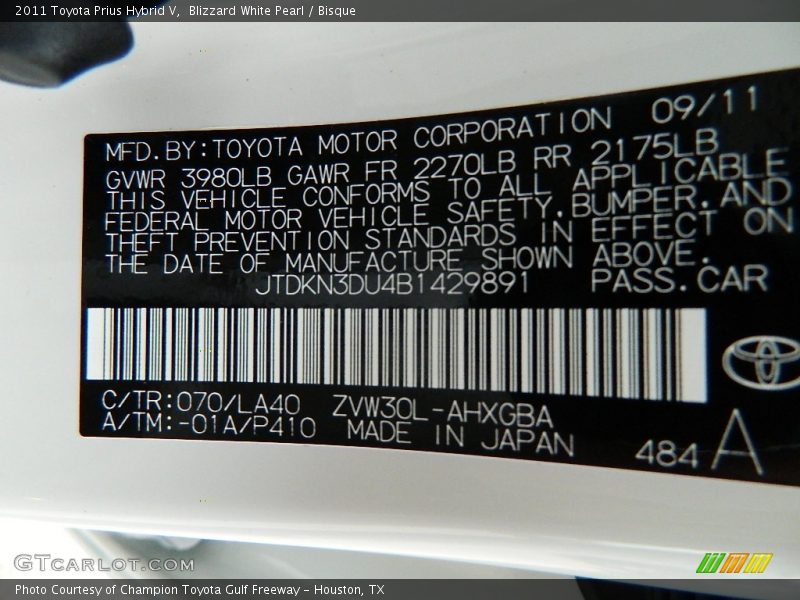 2011 Toyota Prius Hybrid V,  Blizzard White Pearl / Bisque
MFD.BY:TOYOTA MOTOR CORPORATION 09/11
GVWR 3980LB GAWR FR 2270LB RR 2175LB
THIS VEHICLE CONFORMS TO ALL APPLICABLE
FEDERAL MOTOR VEHICLE SAFETY,BUMPER,AND
THEFT PREVENTION STANDARDS IN EFFECT ON
THE DATE OF MANUFACTURE SHOWN ABOVE.
JTDKN3DU4B1429891 PASS.CAR
C/TR:070/LA40 ZVW30L-AHXGBA
A/TM:-01A/P410 MADE IN JAPAN 484 A
GTCARLOT.COM
Photo Courtesy of Champion Toyota Gulf Freeway - Houston, TX